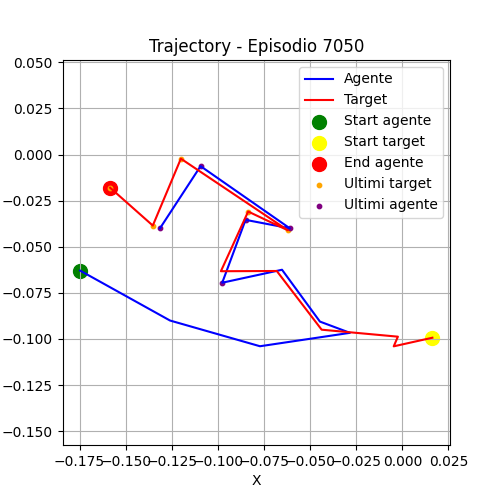 Trajectory - Episodio 7050
Agente
Target
Start agente
Start target
End agente
Ultimi target
Ultimi agente
0.050
0.025
0.000
−0.025
−0.050
−0.075
−0.100
−0.125
−0.150
−0.175 −0.150 −0.125 −0.100 −0.075 −0.050 −0.025 0.000 0.025
X